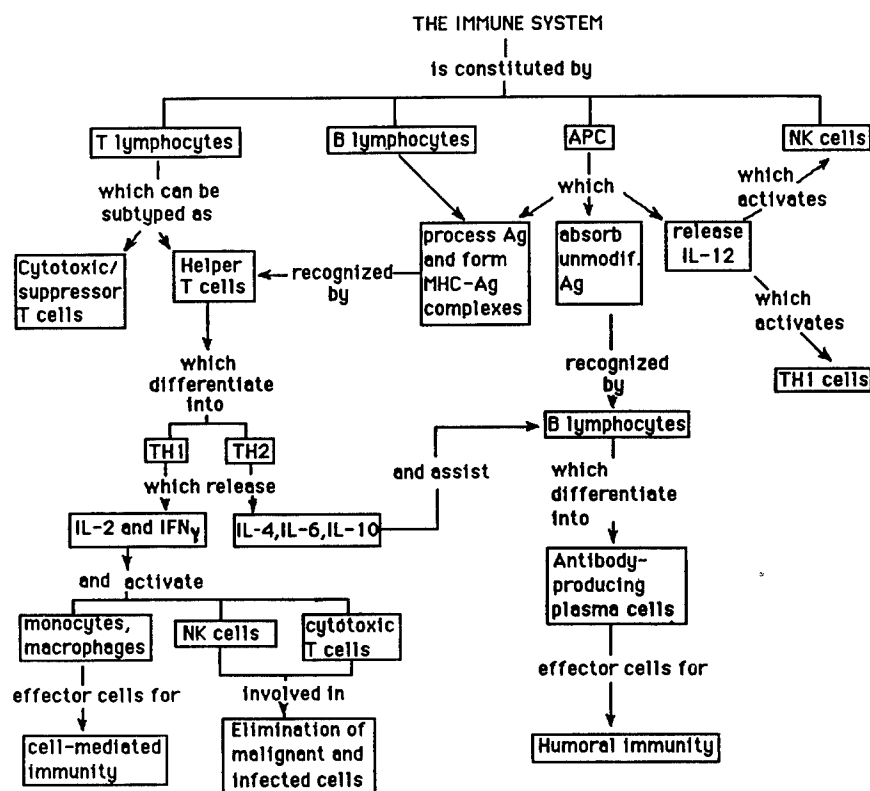 THE IMMUNE SYSTEM
is constituted by
T lymphocytes
B lymphocytes
APC
NK cells
which can be
subtyped as
which
which
activates
Cytotoxic/
suppressor
T cells
Helper
T cells
recognized
by
process Ag
and form
MHC-Ag
complexes
absorb
unmodif.
Ag
release
IL-12
which
activates
TH1 cells
which
differentiate
into
recognized
by
TH1
TH2
B lymphocytes
which release
and assist
which
differentiate
into
IL-2 and IFNγ
IL-4,IL-6,IL-10
and activate
Antibody-
producing
plasma cells
monocytes,
macrophages
NK cells
cytotoxic
T cells
effector cells for
involved in
effector cells for
cell-mediated
immunity
Elimination of
malignant and
infected cells
Humoral immunity